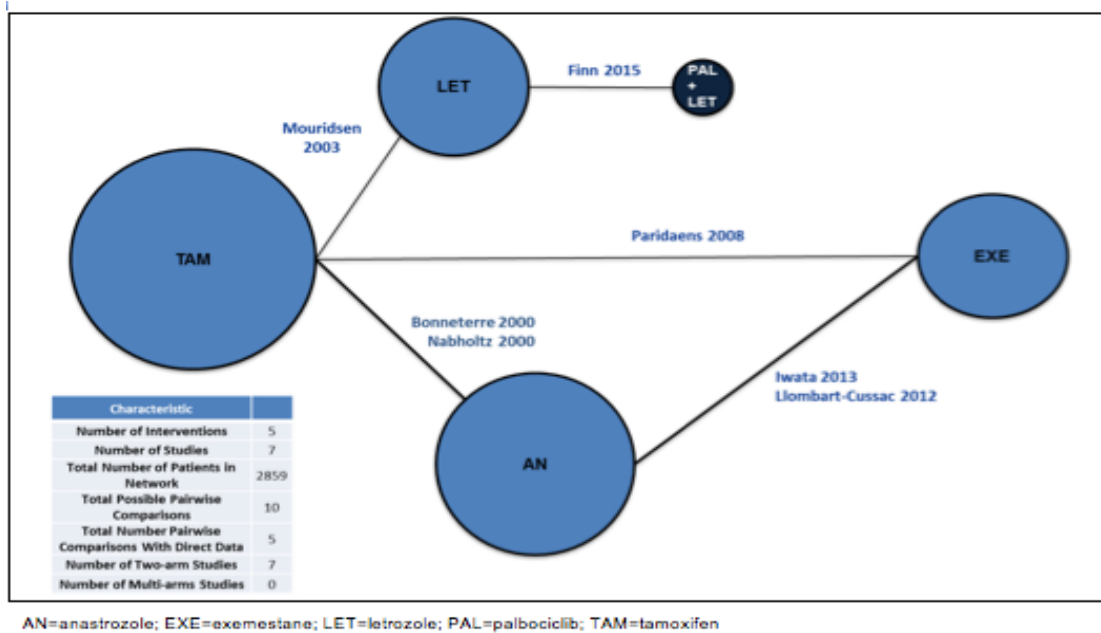 LET
Finn 2015
PAL
+
LET
Mouridsen
2003
TAM
Paridaens 2008
EXE
Bonneterre 2000
Nabholtz 2000
Iwata 2013
Llombart-Cussac 2012
AN
Characteristic
Number of Interventions 5
Number of Studies 7
Total Number of Patients in
Network 2859
Total Possible Pairwise
Comparisons 10
Total Number Pairwise
Comparisons With Direct Data 5
Number of Two-arm Studies 7
Number of Multi-arms Studies 0
AN=anastrozole; EXE=exemestane; LET=letrozole; PAL=palbociclib; TAM=tamoxifen